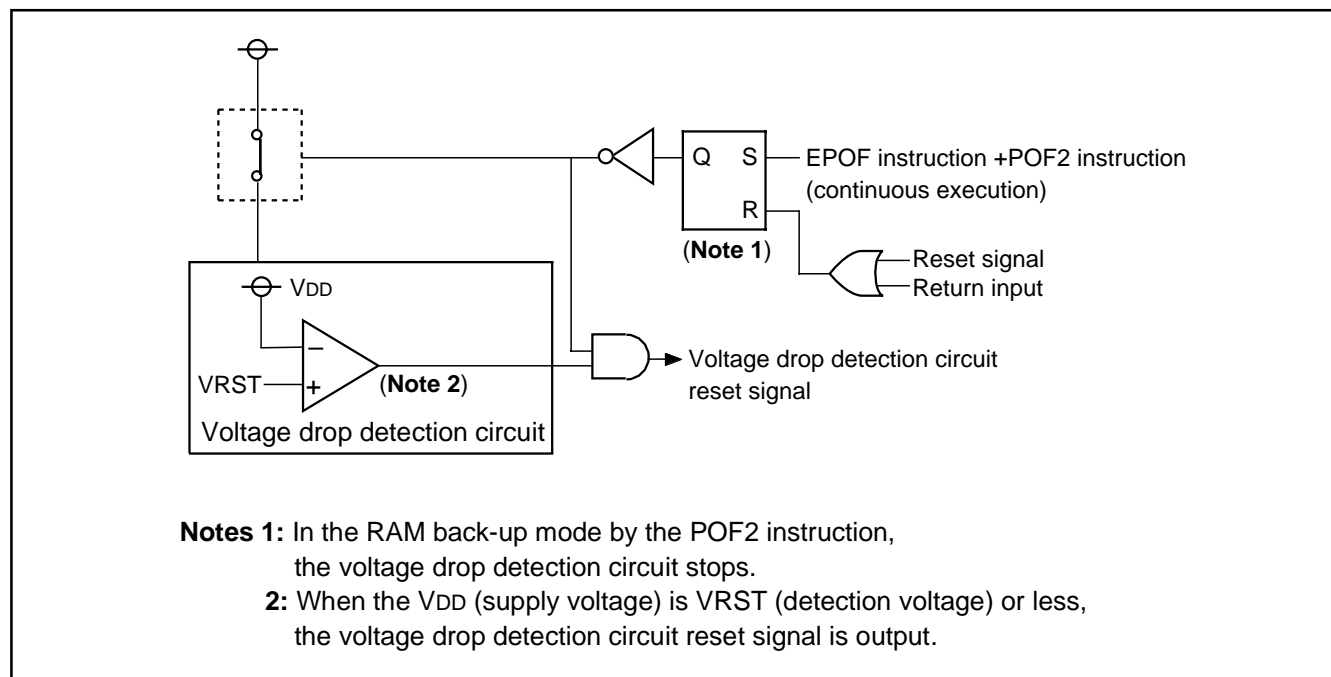 Q S EPOF instruction +POF2 instruction
(continuous execution)
R
(Note 1)
Reset signal
Return input
VDD
−
VRST +
(Note 2)
Voltage drop detection circuit
reset signal
Voltage drop detection circuit
Notes 1: In the RAM back-up mode by the POF2 instruction,
the voltage drop detection circuit stops.
2: When the VDD (supply voltage) is VRST (detection voltage) or less,
the voltage drop detection circuit reset signal is output.